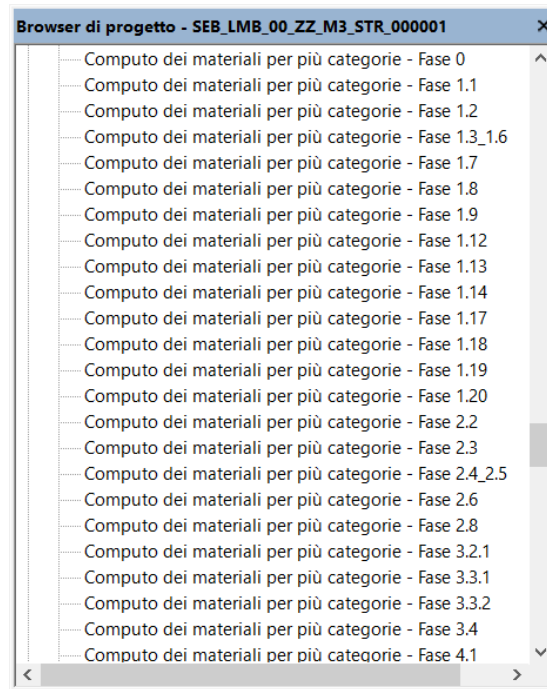 Browser di progetto - SEB_LMB_00_ZZ_M3_STR_000001
Computo dei materiali per più categorie - Fase 0
Computo dei materiali per più categorie - Fase 1.1
Computo dei materiali per più categorie - Fase 1.2
Computo dei materiali per più categorie - Fase 1.3_1.6
Computo dei materiali per più categorie - Fase 1.7
Computo dei materiali per più categorie - Fase 1.8
Computo dei materiali per più categorie - Fase 1.9
Computo dei materiali per più categorie - Fase 1.12
Computo dei materiali per più categorie - Fase 1.13
Computo dei materiali per più categorie - Fase 1.14
Computo dei materiali per più categorie - Fase 1.17
Computo dei materiali per più categorie - Fase 1.18
Computo dei materiali per più categorie - Fase 1.19
Computo dei materiali per più categorie - Fase 1.20
Computo dei materiali per più categorie - Fase 2.2
Computo dei materiali per più categorie - Fase 2.3
Computo dei materiali per più categorie - Fase 2.4_2.5
Computo dei materiali per più categorie - Fase 2.6
Computo dei materiali per più categorie - Fase 2.8
Computo dei materiali per più categorie - Fase 3.2.1
Computo dei materiali per più categorie - Fase 3.3.1
Computo dei materiali per più categorie - Fase 3.3.2
Computo dei materiali per più categorie - Fase 3.4
Computo dei materiali per più categorie - Fase 4.1